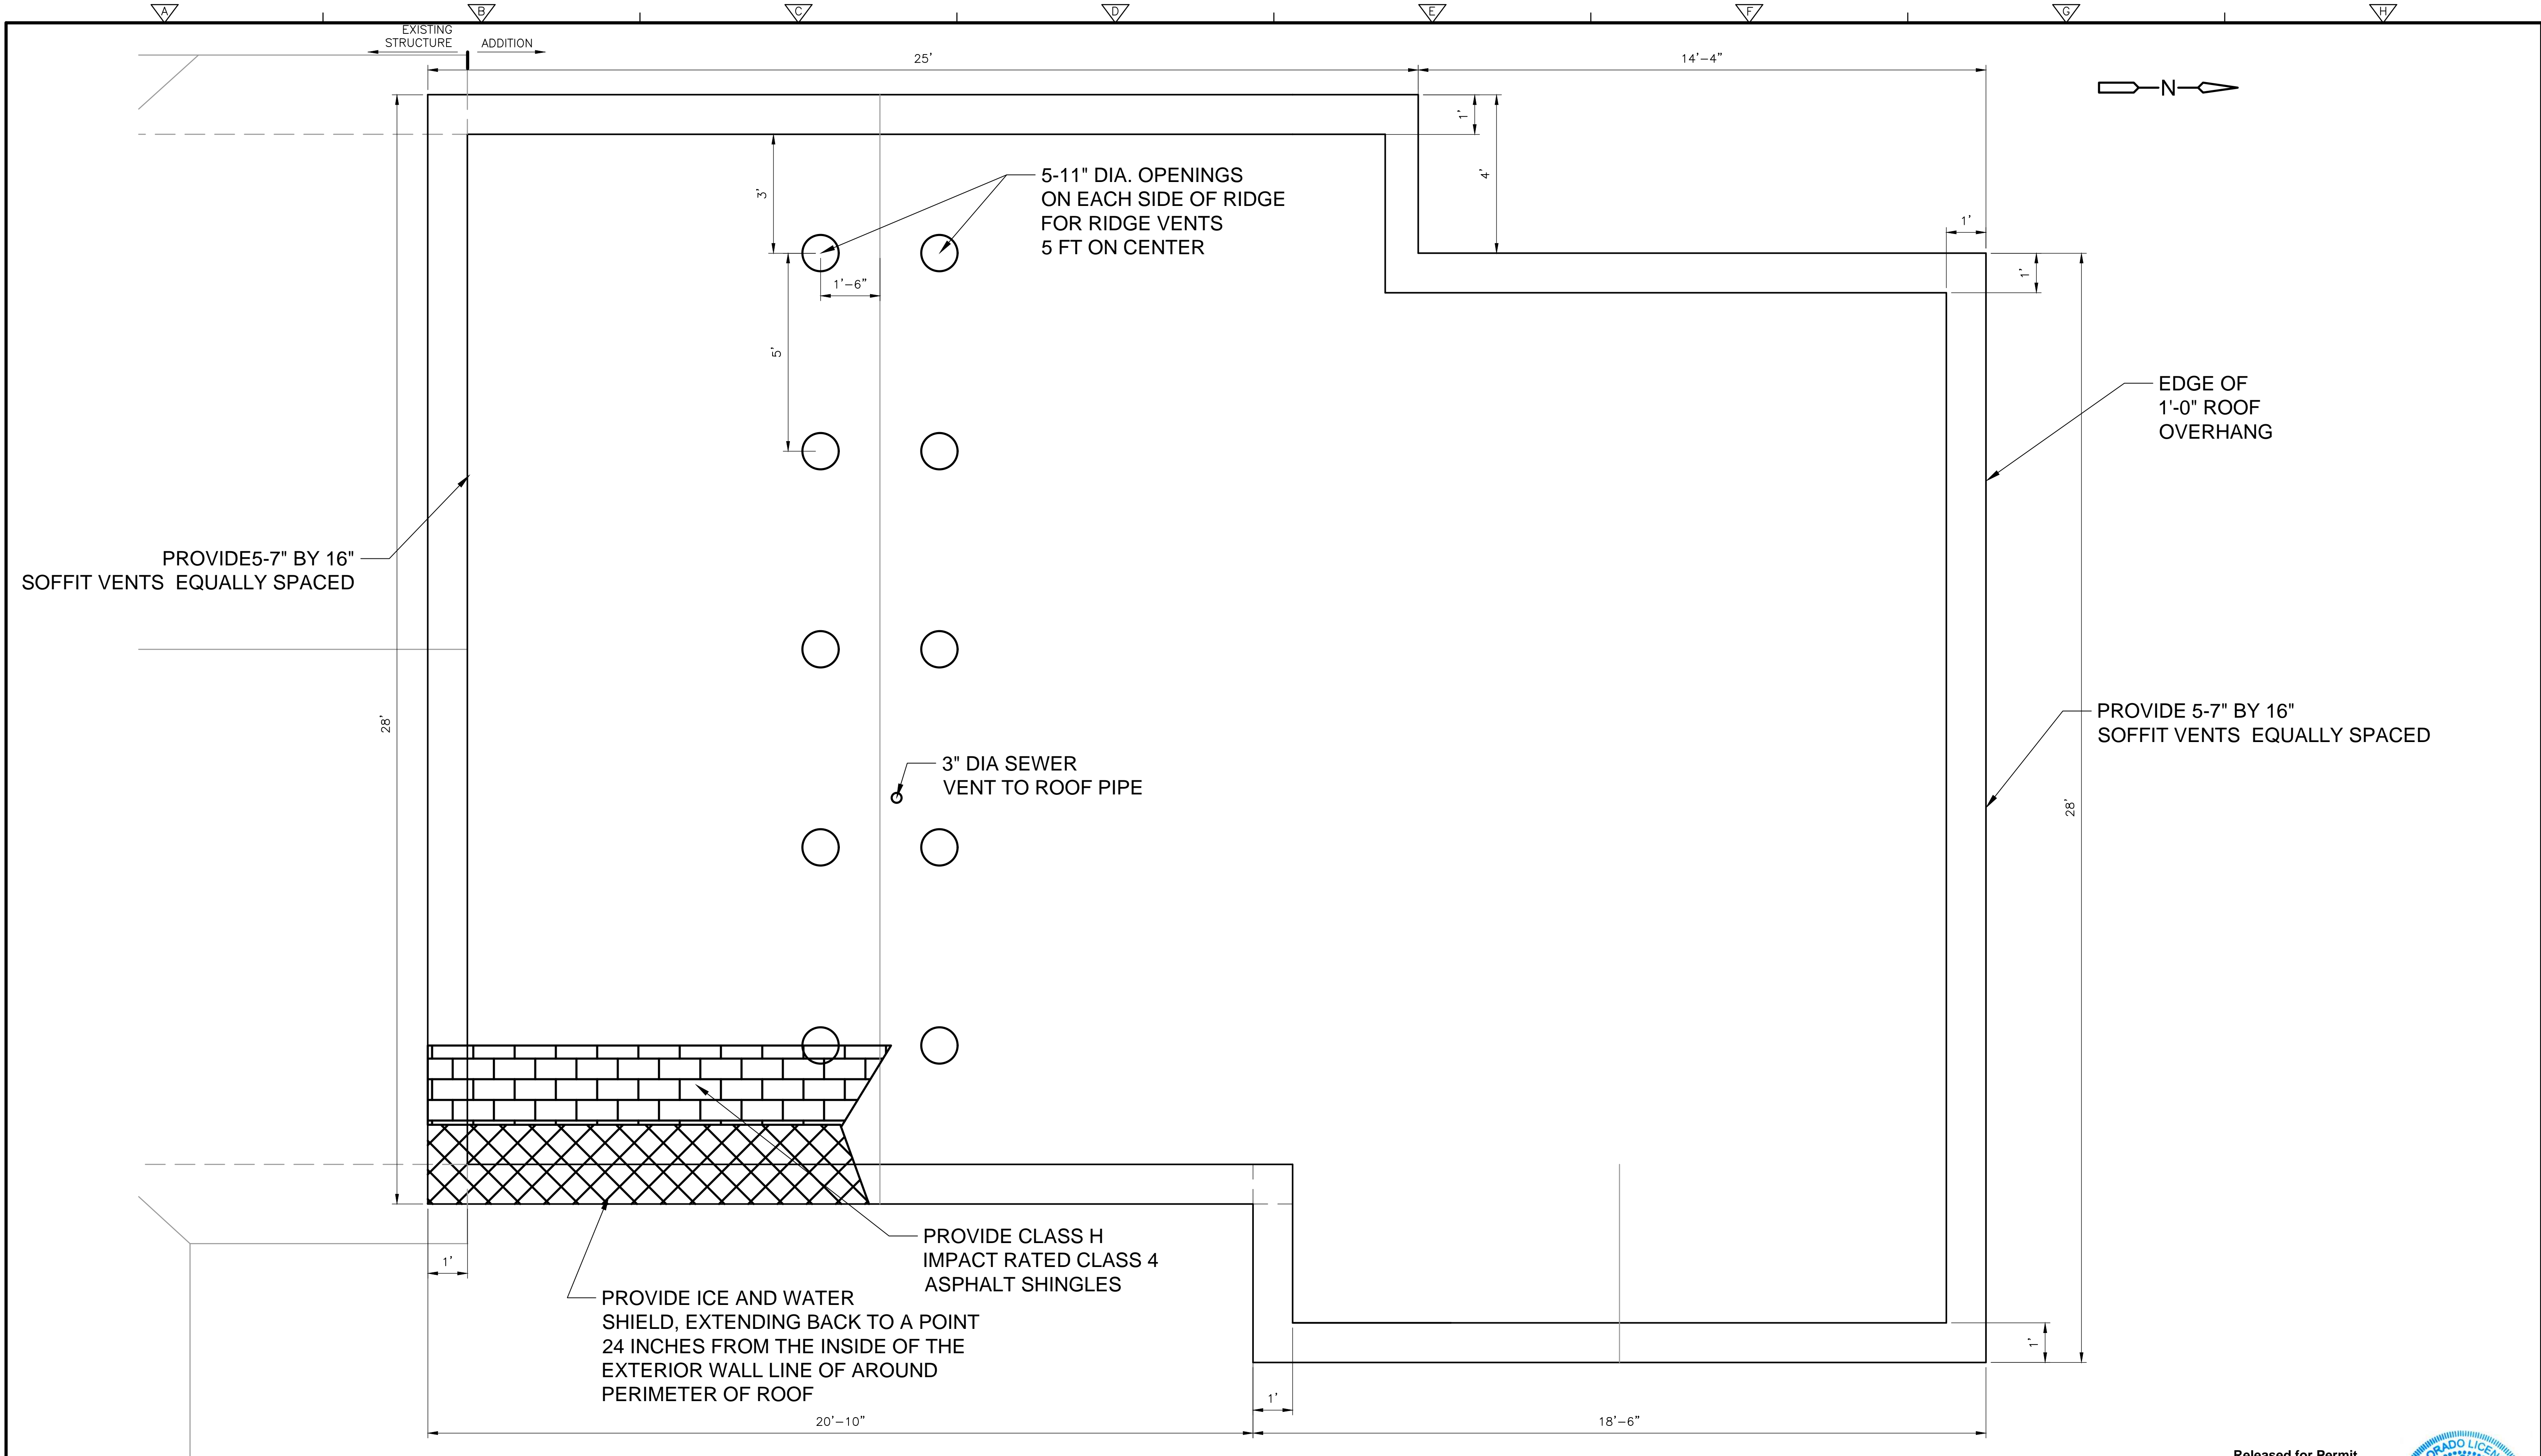 A
B
C
D
E
F
G
H
EXISTING
STRUCTURE
ADDITION
25'
14'-4"
N
1'
4'
3'
5-11" DIA. OPENINGS
ON EACH SIDE OF RIDGE
FOR RIDGE VENTS
5 FT ON CENTER
1'
1'
1'-6"
5'
EDGE OF
1'-0" ROOF
OVERHANG
PROVIDE5-7" BY 16"
SOFFIT VENTS EQUALLY SPACED
28'
PROVIDE 5-7" BY 16"
SOFFIT VENTS EQUALLY SPACED
3" DIA SEWER
VENT TO ROOF PIPE
28'
PROVIDE CLASS H
IMPACT RATED CLASS 4
ASPHALT SHINGLES
1'
PROVIDE ICE AND WATER
SHIELD, EXTENDING BACK TO A POINT
24 INCHES FROM THE INSIDE OF THE
EXTERIOR WALL LINE OF AROUND
PERIMETER OF ROOF
1'
1'
20'-10"
18'-6"
Released for Permit